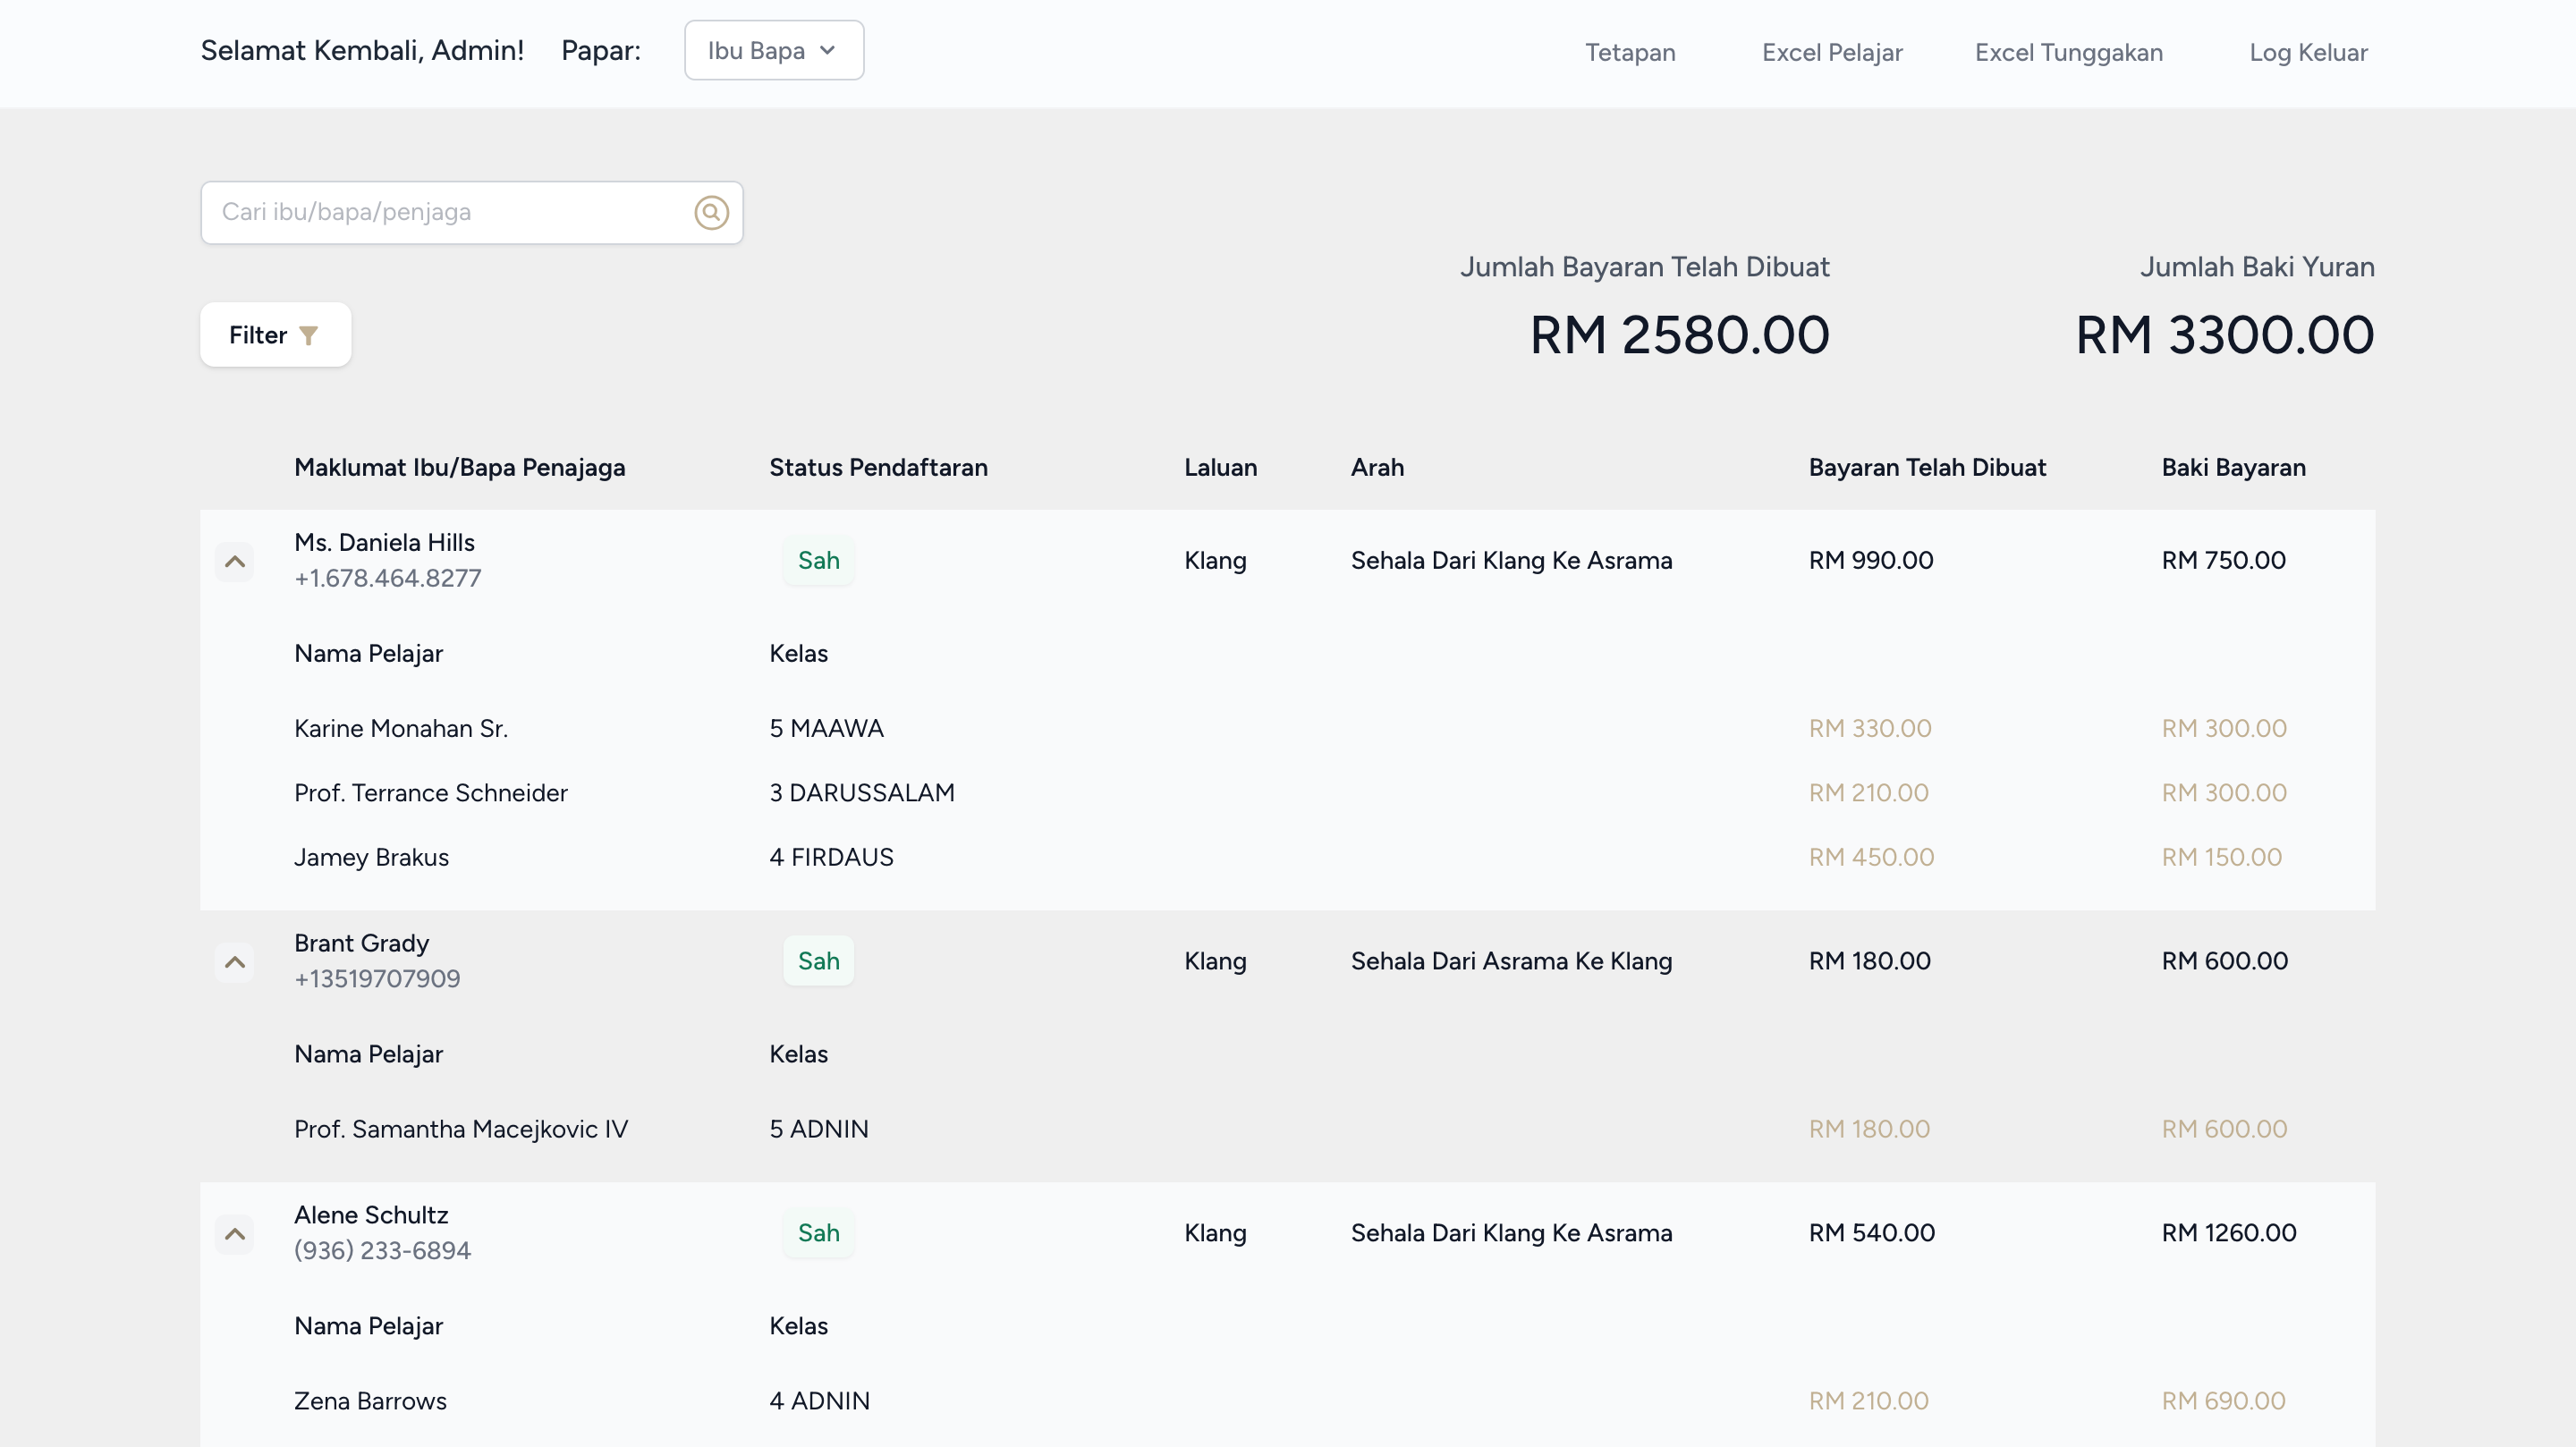 Selamat Kembali, Admin! Papar: Ibu Bapa Tetapan Excel Pelajar Excel Tunggakan Log Keluar
Cari ibu/bapa/penjaga
Jumlah Bayaran Telah Dibuat Jumlah Baki Yuran
Filter RM 2580.00 RM 3300.00
Maklumat Ibu/Bapa Penajaga Status Pendaftaran Laluan Arah Bayaran Telah Dibuat Baki Bayaran
Ms. Daniela Hills
+1.678.464.8277
Sah Klang Sehala Dari Klang Ke Asrama RM 990.00 RM 750.00
Nama Pelajar Kelas
Karine Monahan Sr. 5 MAAWA RM 330.00 RM 300.00
Prof. Terrance Schneider 3 DARUSSALAM RM 210.00 RM 300.00
Jamey Brakus 4 FIRDAUS RM 450.00 RM 150.00
Brant Grady
+13519707909
Sah Klang Sehala Dari Asrama Ke Klang RM 180.00 RM 600.00
Nama Pelajar Kelas
Prof. Samantha Macejkovic IV 5 ADNIN RM 180.00 RM 600.00
Alene Schultz
(936) 233-6894
Sah Klang Sehala Dari Klang Ke Asrama RM 540.00 RM 1260.00
Nama Pelajar Kelas
Zena Barrows 4 ADNIN RM 210.00 RM 690.00